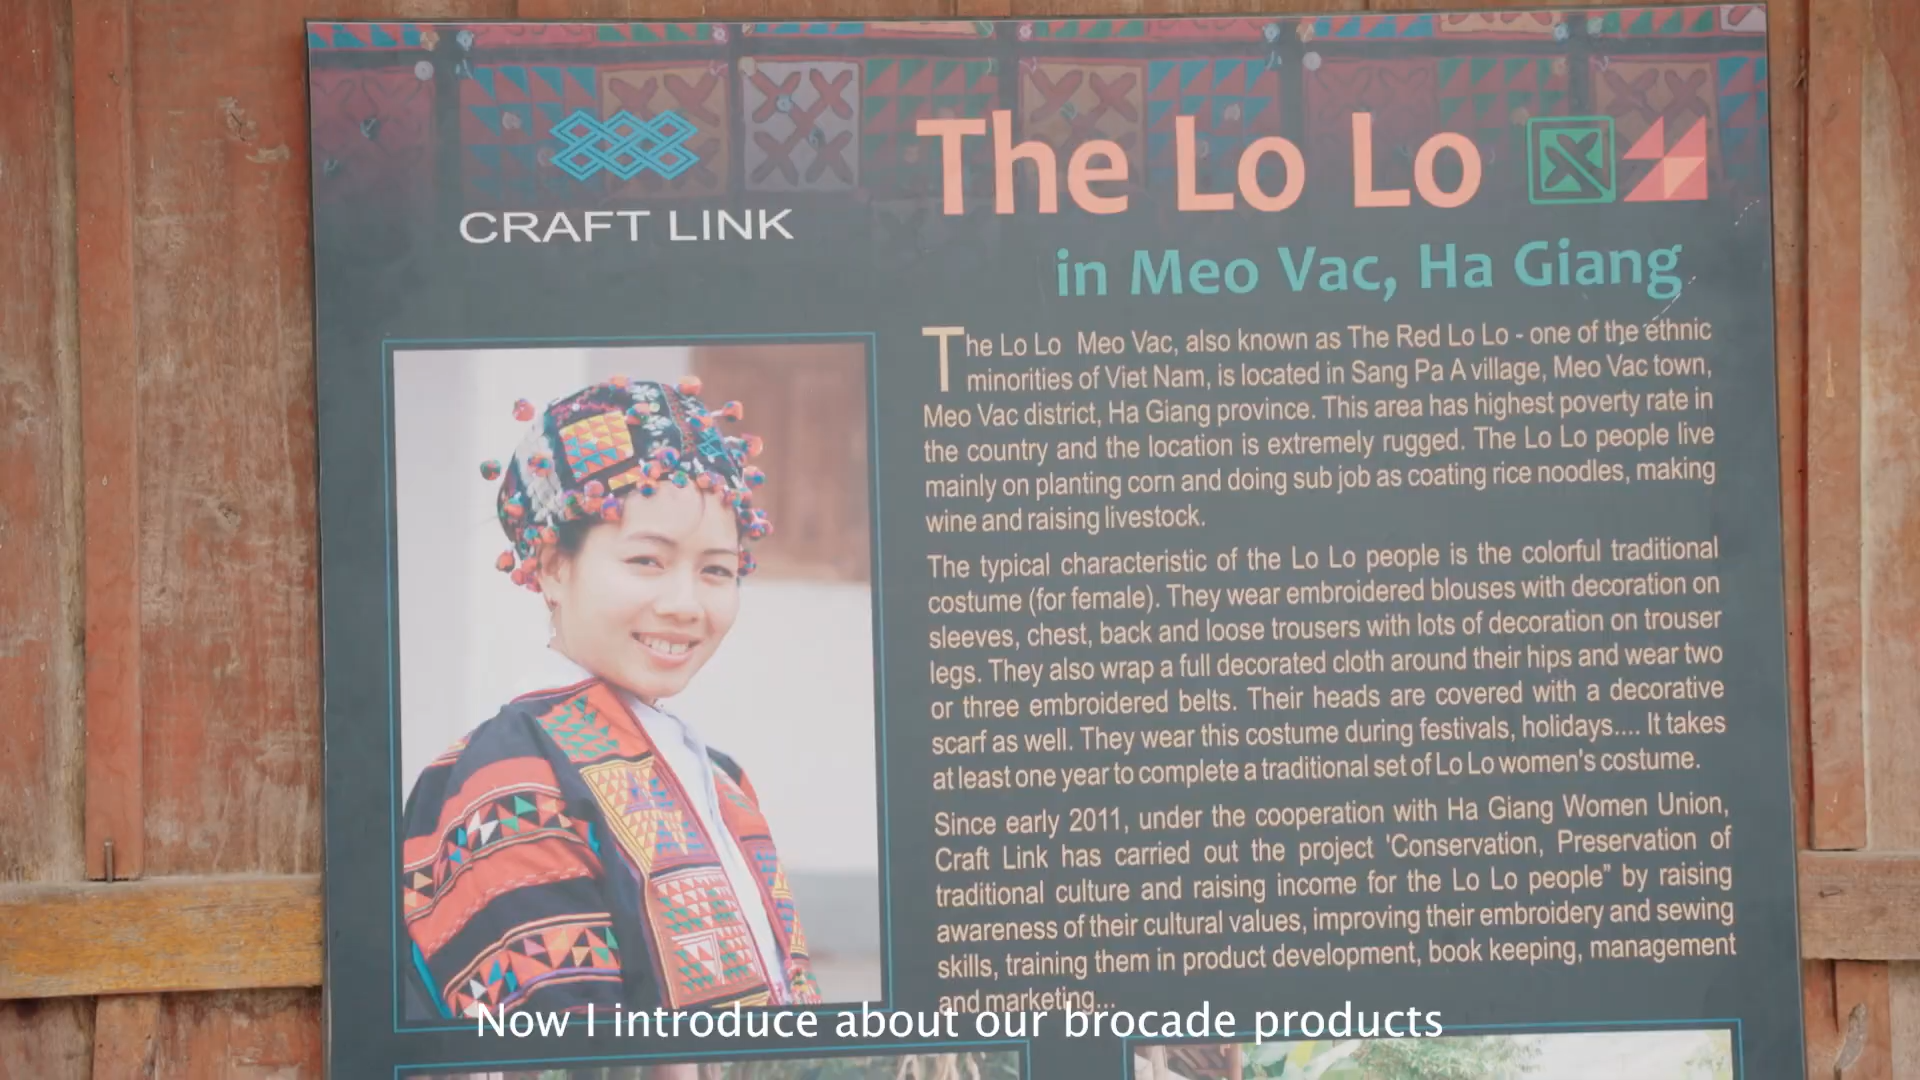 CRAFT LINK
The Lo Lo
in Meo Vac, Ha Giang
The Lo Lo Meo Vac, also known as The Red Lo Lo - one of the ethnic
minorities of Viet Nam, is located in Sang Pa A village, Meo Vac town,
Meo Vac district, Ha Giang province. This area has highest poverty rate in
the country and the location is extremely rugged. The Lo Lo people live
mainly on planting corn and doing sub job as coating rice noodles, making
wine and raising livestock.
The typical characteristic of the Lo Lo people is the colorful traditional
costume (for female). They wear embroidered blouses with decoration on
sleeves, chest, back and loose trousers with lots of decoration on trouser
legs. They also wrap a full decorated cloth around their hips and wear two
or three embroidered belts. Their heads are covered with a decorative
scarf as well. They wear this costume during festivals, holidays.... It takes
at least one year to complete a traditional set of Lo Lo women's costume.
Since early 2011, under the cooperation with Ha Giang Women Union,
Craft Link has carried out the project 'Conservation, Preservation of
traditional culture and raising income for the Lo Lo people” by raising
awareness of their cultural values, improving their embroidery and sewing
skills, training them in product development, book keeping, management
and marketing...
Now I introduce about our brocade products